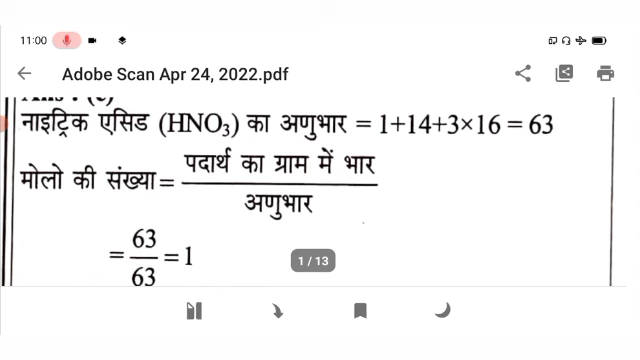 11:00
Adobe Scan Apr 24, 2022.pdf
Ans : (c)
नाइट्रिक एसिड (HNO₃) का अणुभार = 1+14+3×16 = 63
मोलो की संख्या = पदार्थ का ग्राम में भार
अणुभार
= 63
63
= 1
1 / 13